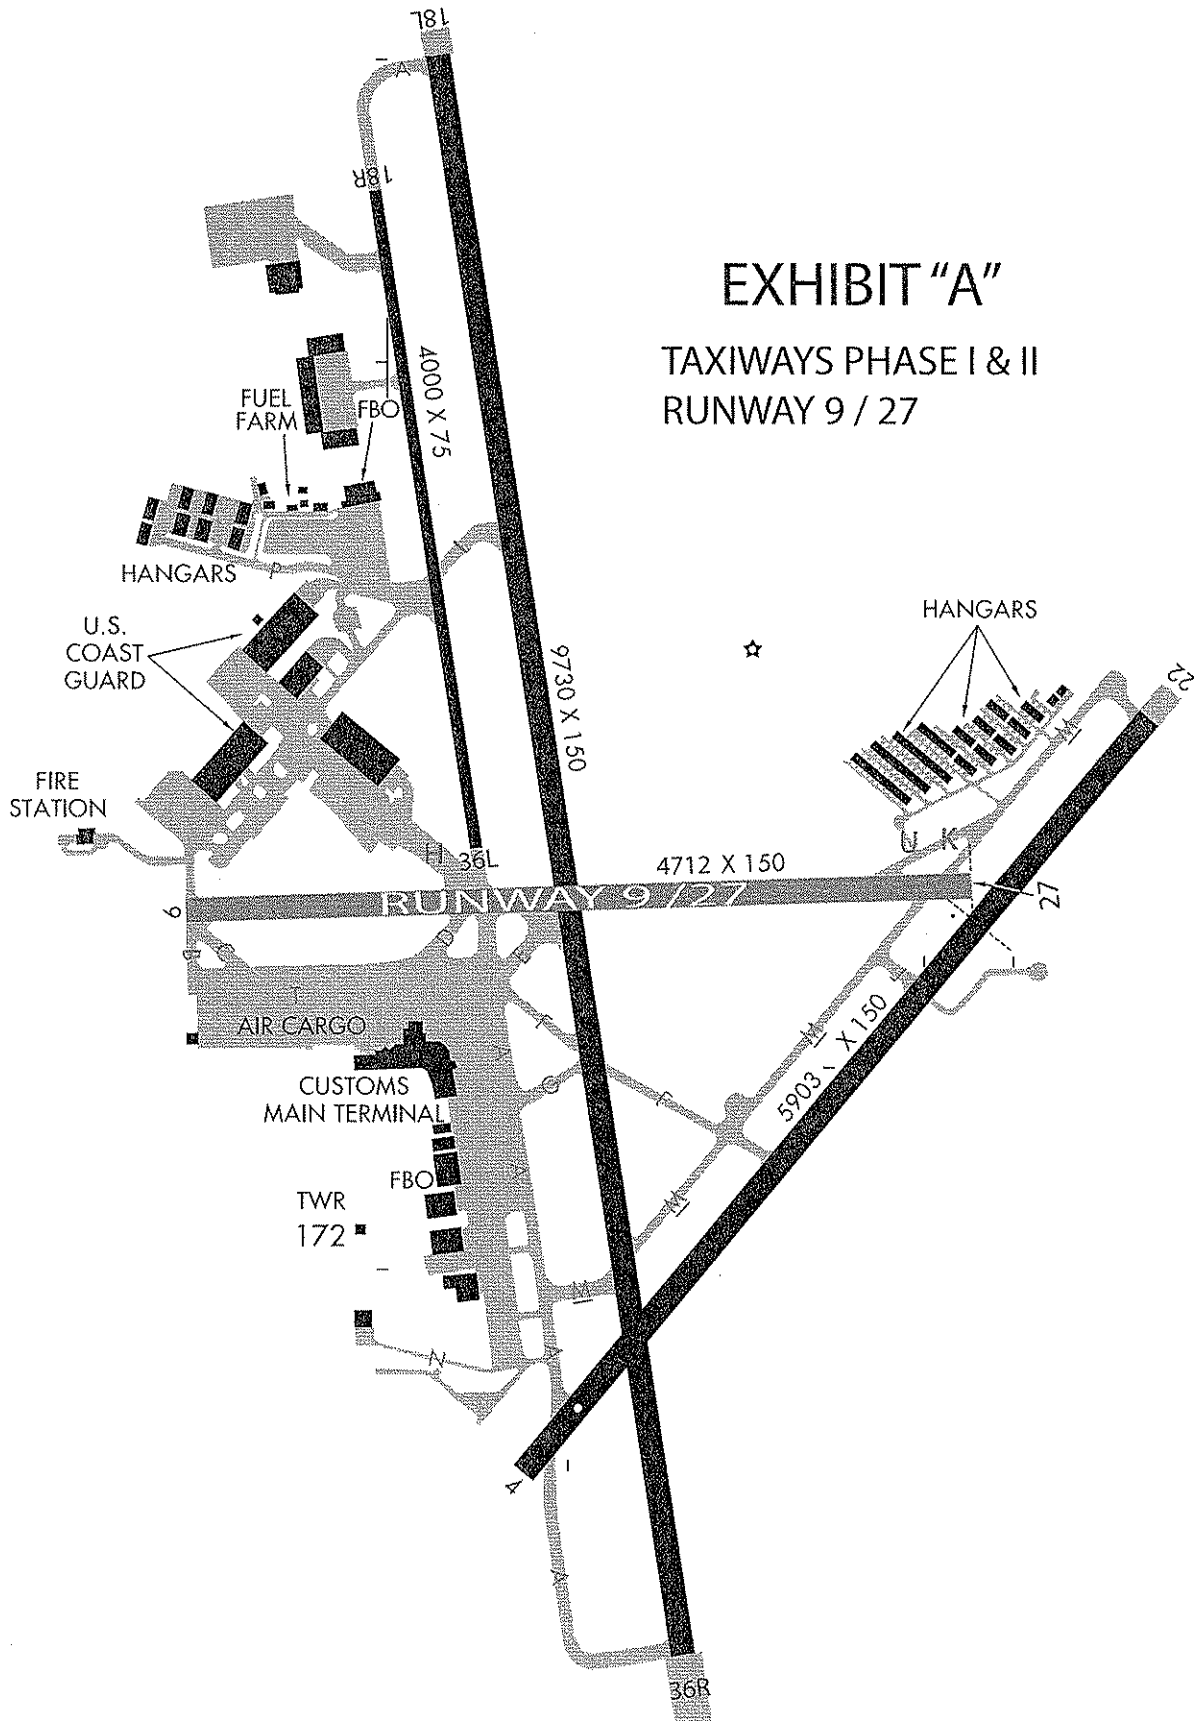 18L
A
18R
EXHIBIT "A"
TAXIWAYS PHASE I & II
RUNWAY 9 / 27
4000 X 75
FUEL
FARM
FBO
HANGARS
P
U.S.
COAST
GUARD
9730 X 150
HANGARS
22
M
FIRE
STATION
U K
H
36L
4712 X 150
9
RUNWAY 9 / 27
27
B
C
D
E
T
AIR CARGO
F
A
G
F
M
5903 X 150
CUSTOMS
MAIN TERMINAL
A
FBO
M
TWR
172
M
N
A
4
A
36R